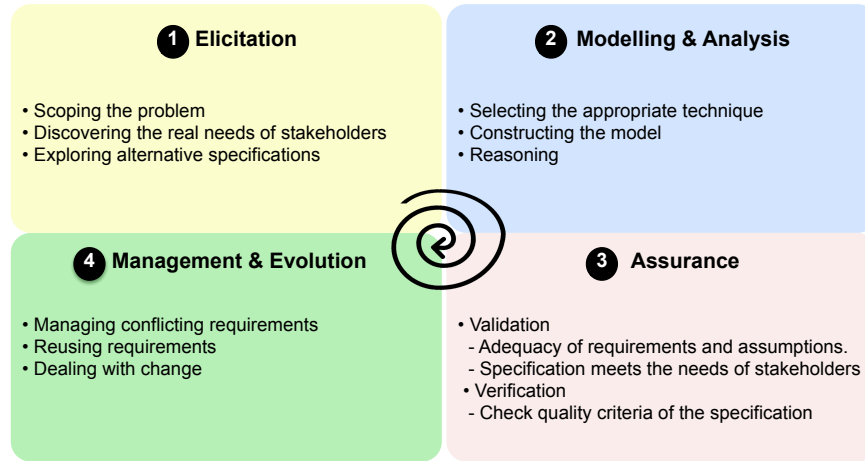 1 Elicitation
• Scoping the problem
• Discovering the real needs of stakeholders
• Exploring alternative specifications
2 Modelling & Analysis
• Selecting the appropriate technique
• Constructing the model
• Reasoning
4 Management & Evolution
• Managing conflicting requirements
• Reusing requirements
• Dealing with change
3 Assurance
• Validation
- Adequacy of requirements and assumptions.
- Specification meets the needs of stakeholders
• Verification
- Check quality criteria of the specification